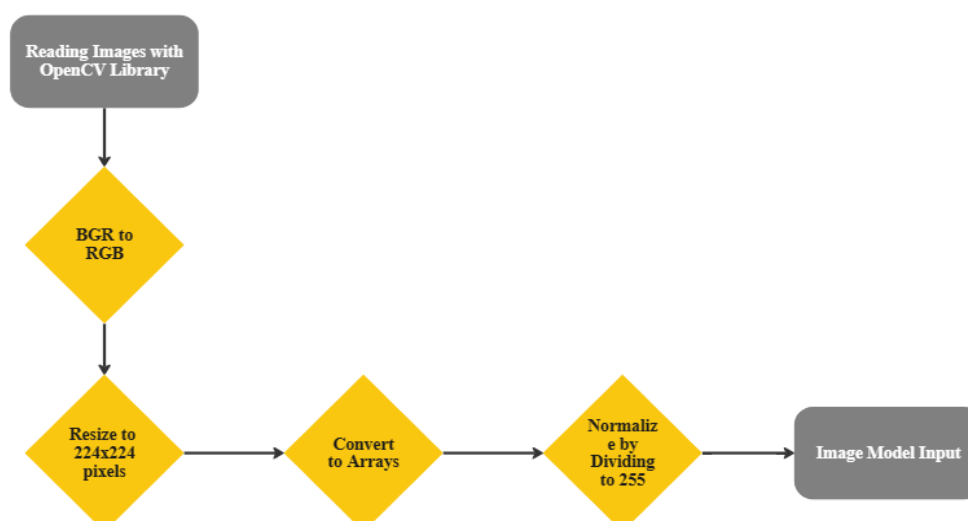 Reading Images with
OpenCV Library
BGR to
RGB
Resize to
224x224
pixels
Convert
to Arrays
Normaliz
e by
Dividing
to 255
Image Model Input